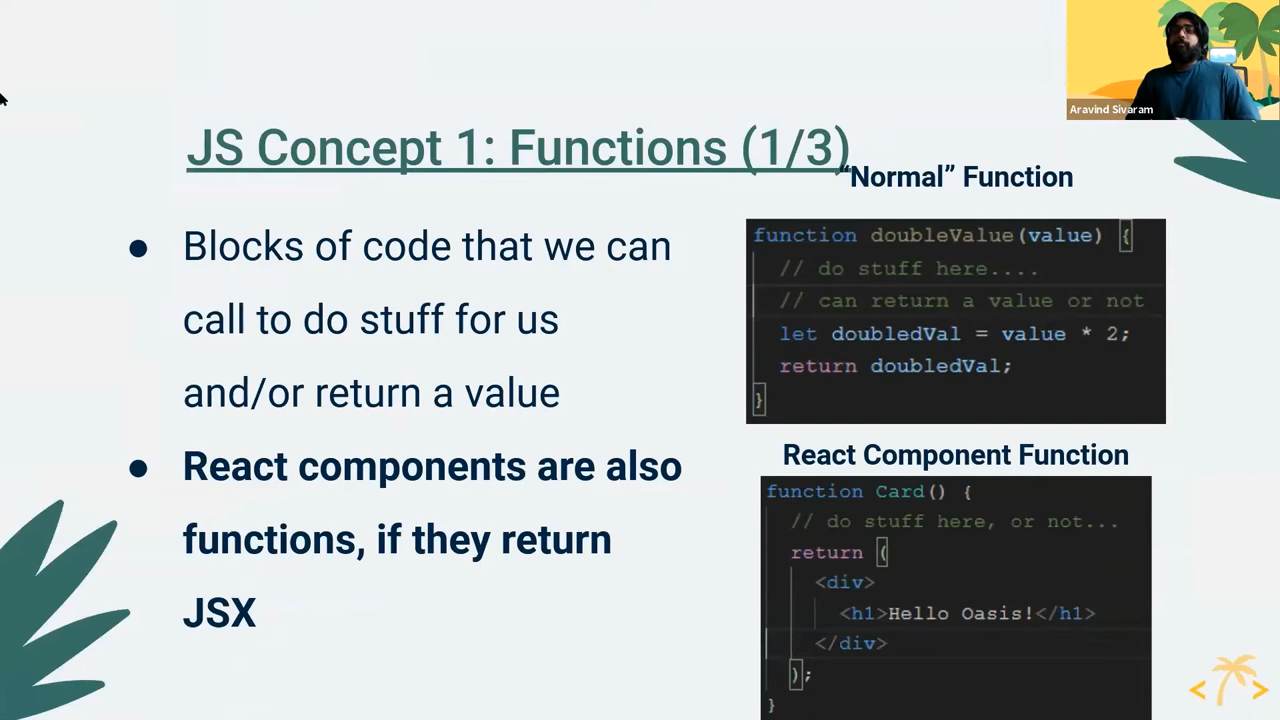 Aravind Sivaram
JS Concept 1: Functions (1/3)
● Blocks of code that we can
call to do stuff for us
and/or return a value
● React components are also
functions, if they return
JSX
“Normal” Function
function doubleValue(value) {
// do stuff here....
// can return a value or not
let doubledVal = value * 2;
return doubledVal;
}
React Component Function
function Card() {
// do stuff here, or not...
return (
<div>
<h1>Hello Oasis!</h1>
</div>
);
}
< >